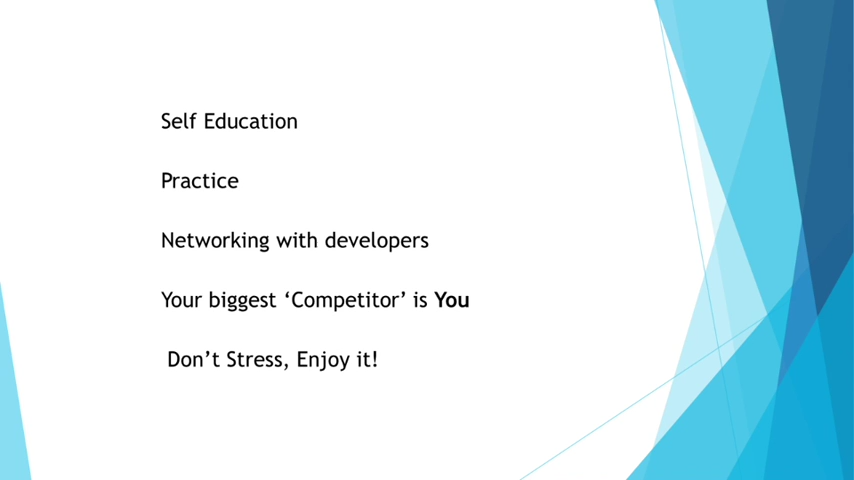 Self Education
Practice
Networking with developers
Your biggest ‘Competitor’ is You
Don’t Stress, Enjoy it!